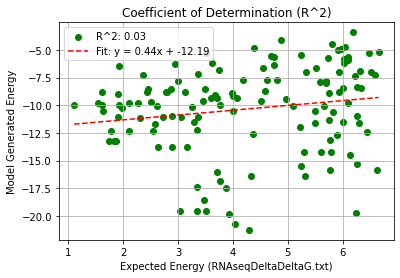 Coefficient of Determination (R^2)
R^2: 0.03
Fit: y = 0.44x + -12.19
Model Generated Energy
−5.0
−7.5
−10.0
−12.5
−15.0
−17.5
−20.0
1
2
3
4
5
6
Expected Energy (RNAseqDeltaDeltaG.txt)